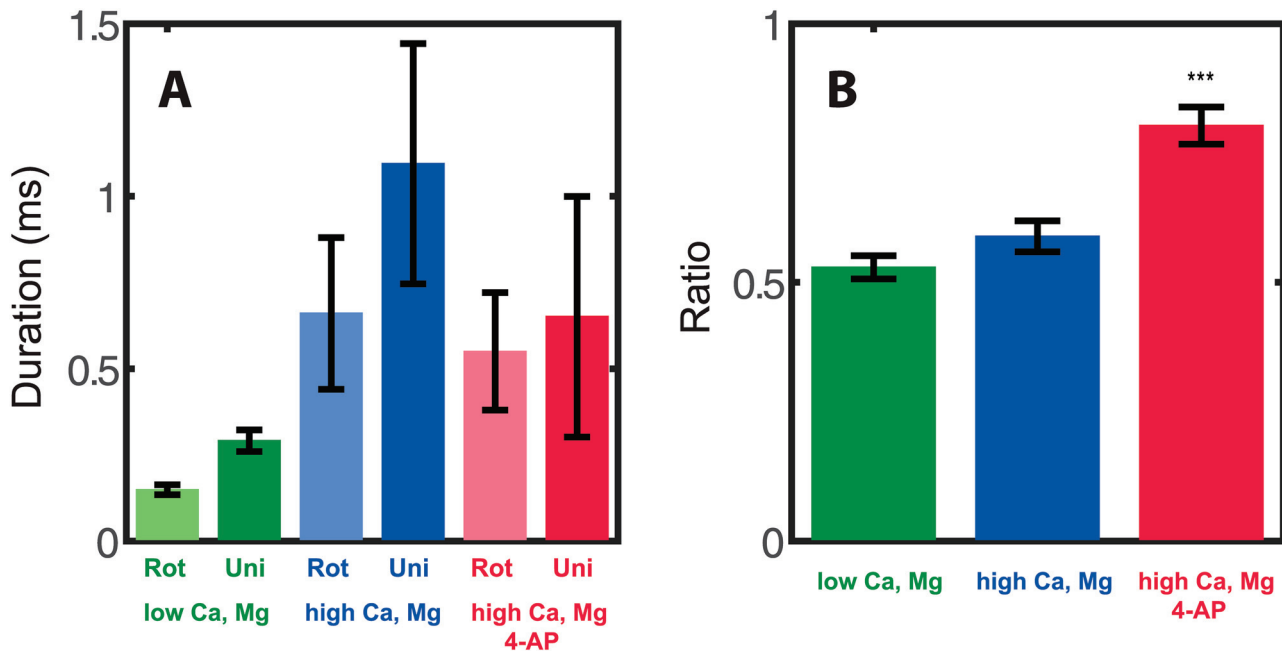 A
Duration (ms)
1.5
1
0.5
0
Rot Uni Rot Uni Rot Uni
low Ca, Mg high Ca, Mg high Ca, Mg
4-AP
B
Ratio
1
0.5
0
***
low Ca, Mg high Ca, Mg high Ca, Mg
4-AP